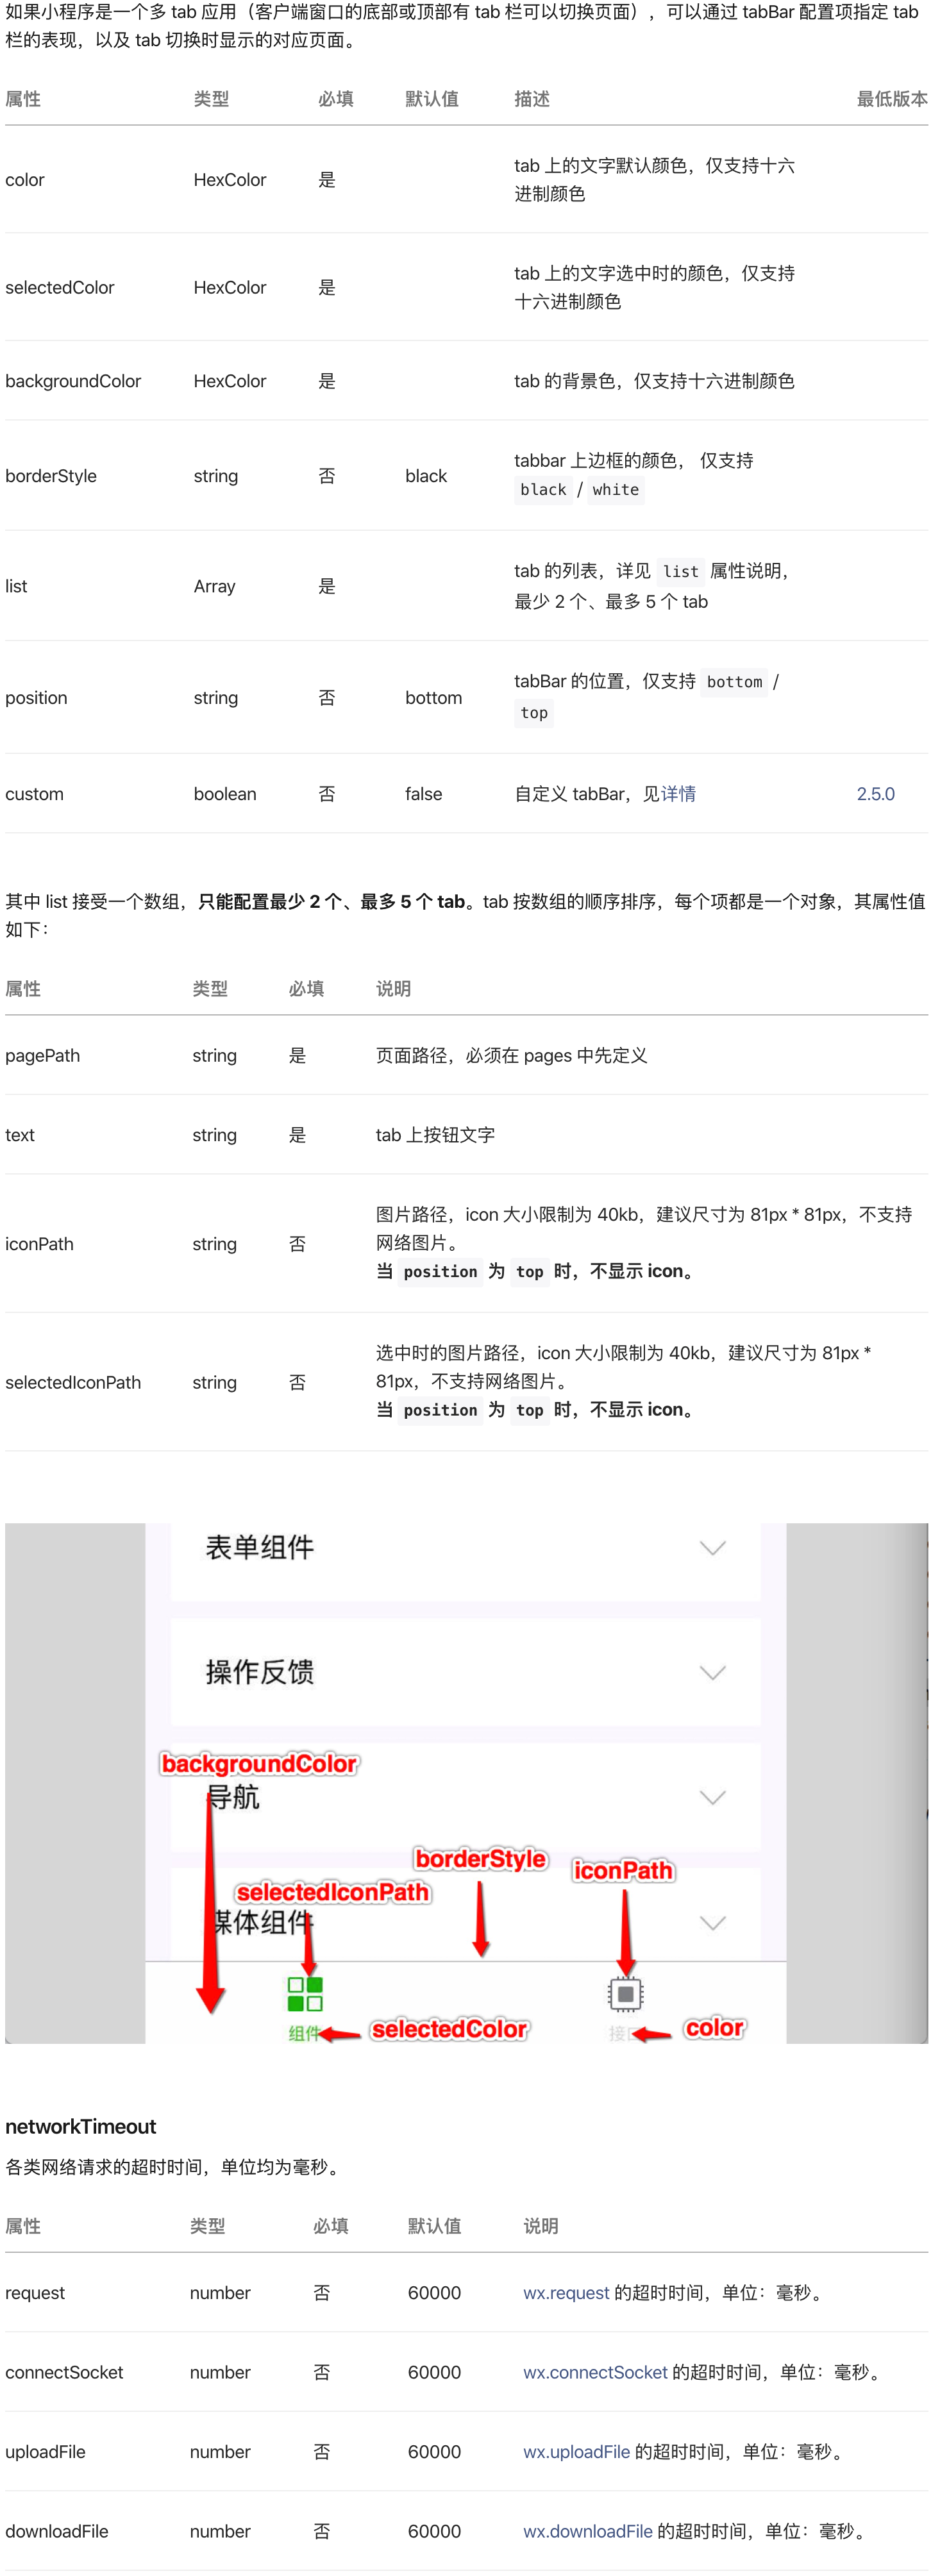 如果小程序是一个多 tab 应用（客户端窗口的底部或顶部有 tab 栏可以切换页面），可以通过 tabBar 配置项指定 tab
栏的表现，以及 tab 切换时显示的对应页面。
属性 类型 必填 默认值 描述 最低版本
color HexColor 是 tab 上的文字默认颜色，仅支持十六
进制颜色
selectedColor HexColor 是 tab 上的文字选中时的颜色，仅支持
十六进制颜色
backgroundColor HexColor 是 tab 的背景色，仅支持十六进制颜色
borderStyle string 否 black tabbar 上边框的颜色， 仅支持
black / white
list Array 是 tab 的列表，详见 list 属性说明，
最少 2 个、最多 5 个 tab
position string 否 bottom tabBar 的位置，仅支持 bottom /
top
custom boolean 否 false 自定义 tabBar，见详情 2.5.0
其中 list 接受一个数组，只能配置最少 2 个、最多 5 个 tab。tab 按数组的顺序排序，每个项都是一个对象，其属性值
如下：
属性 类型 必填 说明
pagePath string 是 页面路径，必须在 pages 中先定义
text string 是 tab 上按钮文字
iconPath string 否 图片路径，icon 大小限制为 40kb，建议尺寸为 81px * 81px，不支持
网络图片。
当 position 为 top 时，不显示 icon。
selectedIconPath string 否 选中时的图片路径，icon 大小限制为 40kb，建议尺寸为 81px *
81px，不支持网络图片。
当 position 为 top 时，不显示 icon。
表单组件
操作反馈
backgroundColor
导航
borderStyle
iconPath
selectedIconPath
媒体组件
组件 selectedColor 接口 color
networkTimeout
各类网络请求的超时时间，单位均为毫秒。
属性 类型 必填 默认值 说明
request number 否 60000 wx.request 的超时时间，单位：毫秒。
connectSocket number 否 60000 wx.connectSocket 的超时时间，单位：毫秒。
uploadFile number 否 60000 wx.uploadFile 的超时时间，单位：毫秒。
downloadFile number 否 60000 wx.downloadFile 的超时时间，单位：毫秒。